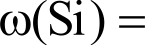 ω(Si) =